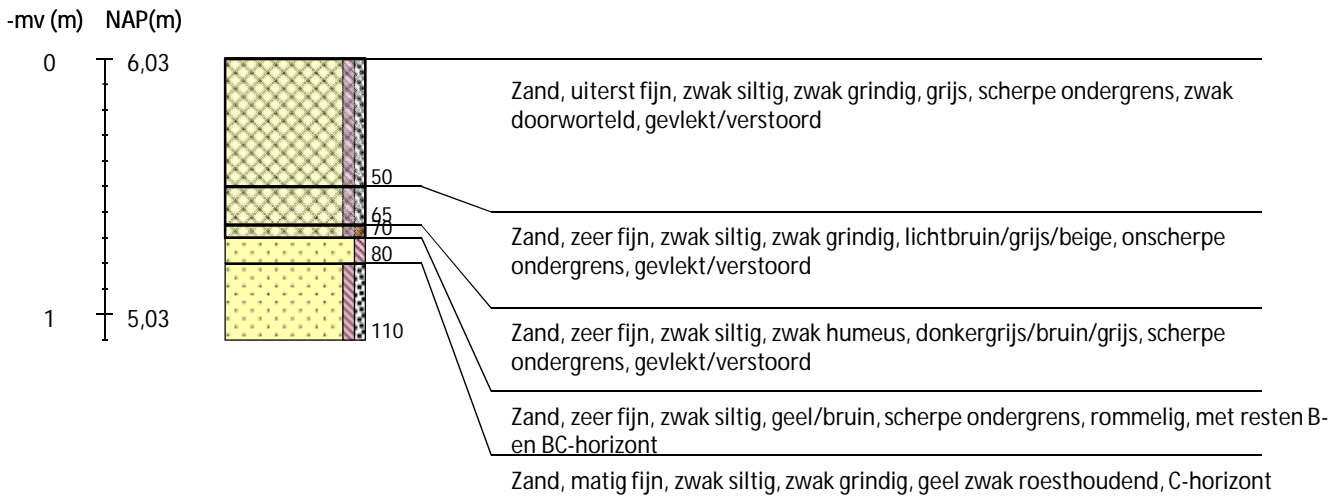 -mv (m) NAP(m)
0 6,03
Zand, uiterst fijn, zwak siltig, zwak grindig, grijs, scherpe ondergrens, zwak
doorworteld, gevlekt/verstoord
50
65
70
Zand, zeer fijn, zwak siltig, zwak grindig, lichtbruin/grijs/beige, onscherpe
ondergrens, gevlekt/verstoord
80
1 5,03
110
Zand, zeer fijn, zwak siltig, zwak humeus, donkergrijs/bruin/grijs, scherpe
ondergrens, gevlekt/verstoord
Zand, zeer fijn, zwak siltig, geel/bruin, scherpe ondergrens, rommelig, met resten B-
en BC-horizont
Zand, matig fijn, zwak siltig, zwak grindig, geel zwak roesthoudend, C-horizont